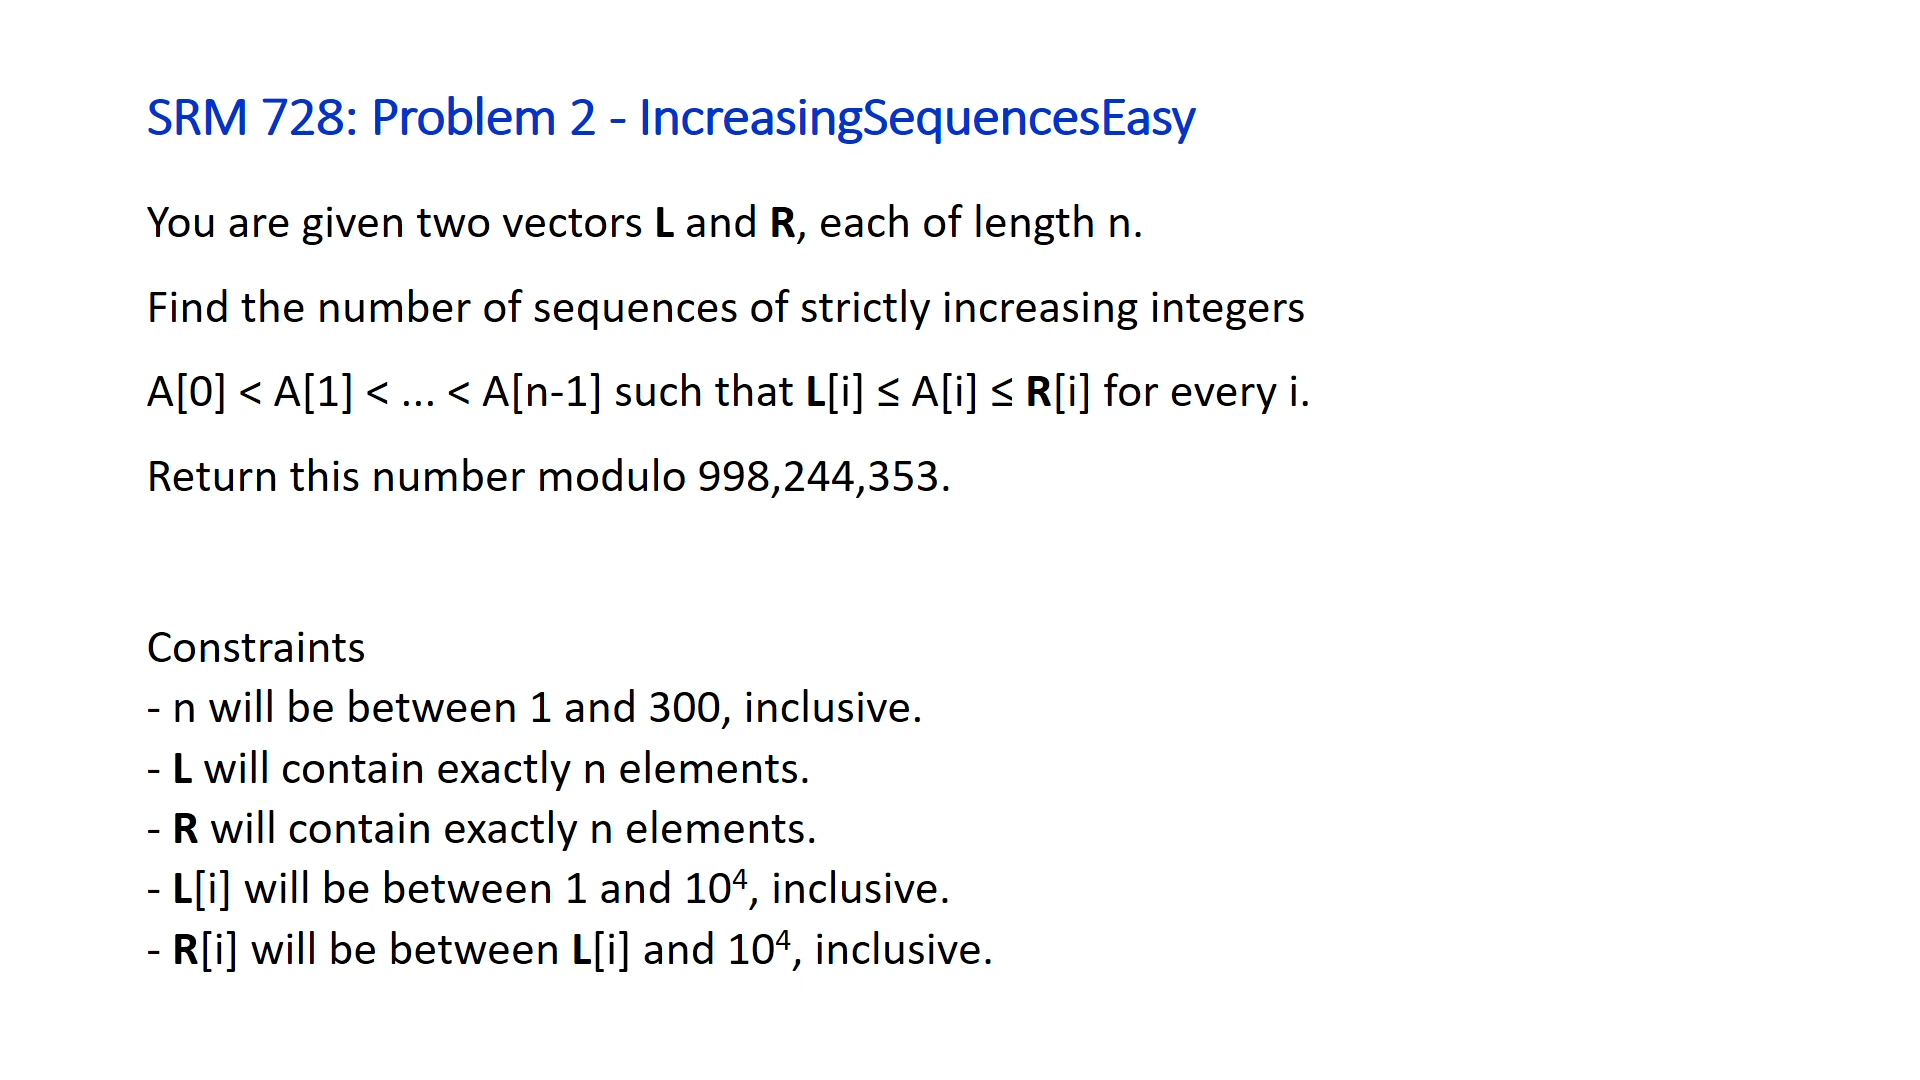 SRM 728: Problem 2 - IncreasingSequencesEasy
You are given two vectors L and R, each of length n.
Find the number of sequences of strictly increasing integers
A[0] < A[1] < ... < A[n-1] such that L[i] ≤ A[i] ≤ R[i] for every i.
Return this number modulo 998,244,353.
Constraints
- n will be between 1 and 300, inclusive.
- L will contain exactly n elements.
- R will contain exactly n elements.
- L[i] will be between 1 and 10⁴, inclusive.
- R[i] will be between L[i] and 10⁴, inclusive.